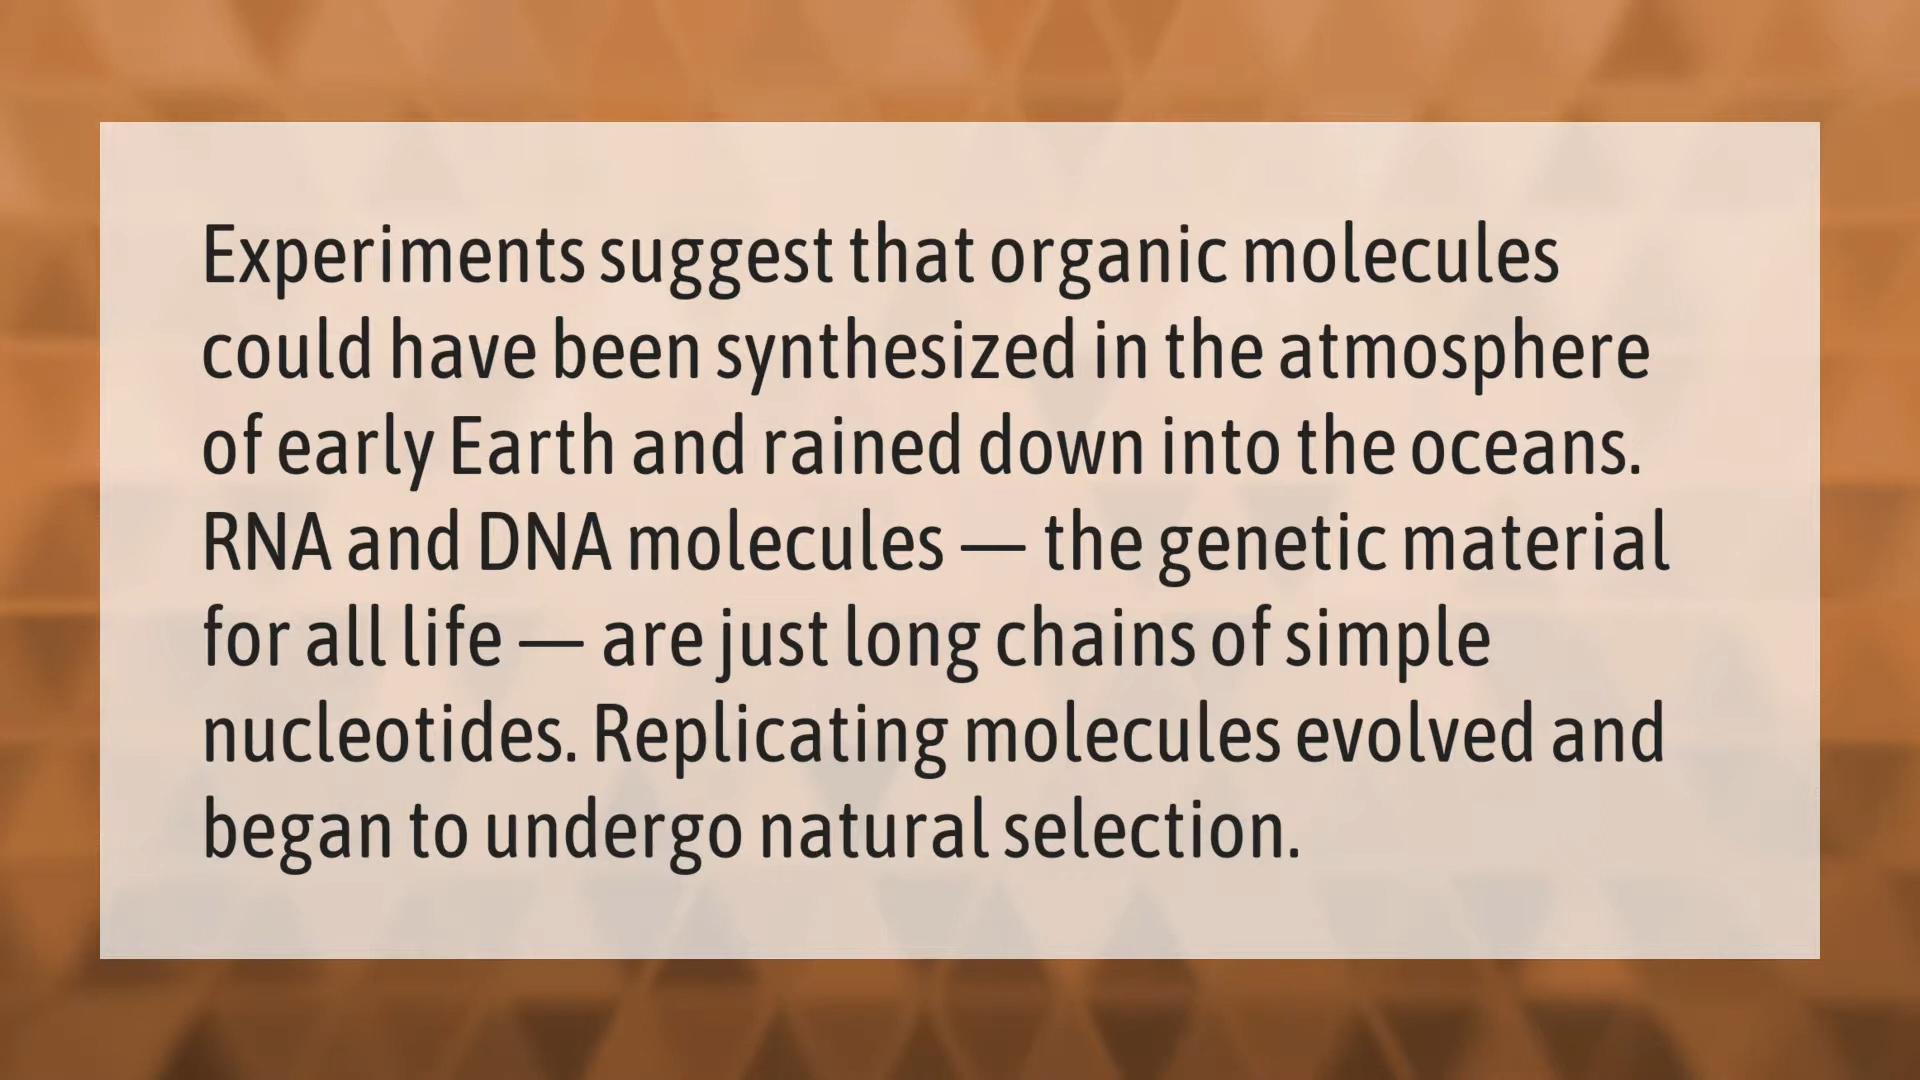 Experiments suggest that organic molecules
could have been synthesized in the atmosphere
of early Earth and rained down into the oceans.
RNA and DNA molecules — the genetic material
for all life — are just long chains of simple
nucleotides. Replicating molecules evolved and
began to undergo natural selection.